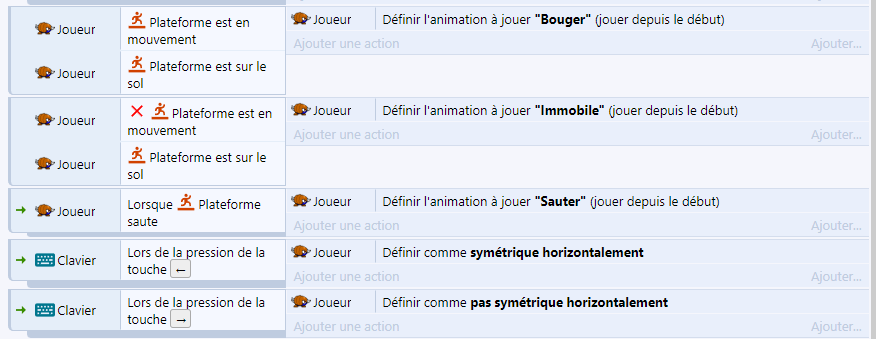 Joueur
Plateforme est en
mouvement
Joueur
Définir l'animation à jouer "Bouger" (jouer depuis le début)
Ajouter une action
Ajouter...
Joueur
Plateforme est sur le
sol
Joueur
Plateforme est en
mouvement
Joueur
Définir l'animation à jouer "Immobile" (jouer depuis le début)
Ajouter une action
Ajouter...
Joueur
Plateforme est sur le
sol
Joueur
Lorsque Plateforme
saute
Joueur
Définir l'animation à jouer "Sauter" (jouer depuis le début)
Ajouter une action
Ajouter...
Clavier
Lors de la pression de la
touche ←
Joueur
Définir comme symétrique horizontalement
Ajouter une action
Ajouter...
Clavier
Lors de la pression de la
touche →
Joueur
Définir comme pas symétrique horizontalement
Ajouter une action
Ajouter...